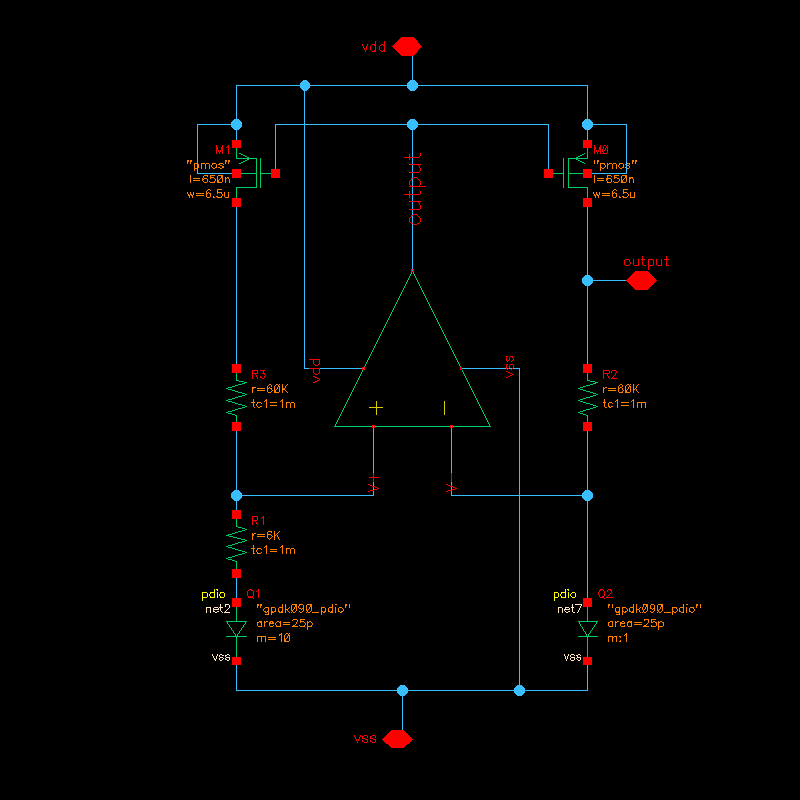 vdd
M1
"pmos"
l=650n
w=6.5u
M0
"pmos"
l=650n
w=6.5u
output
output
vdd
vss
R3
r=60K
tc1=1m
R2
r=60K
tc1=1m
+
—
V+
V-
R1
r=6K
tc1=1m
pdio
net2
Q1
"gpdk090_pdio"
area=25p
m=10
vss
pdio
net7
Q2
"gpdk090_pdio"
area=25p
m:1
vss
vss